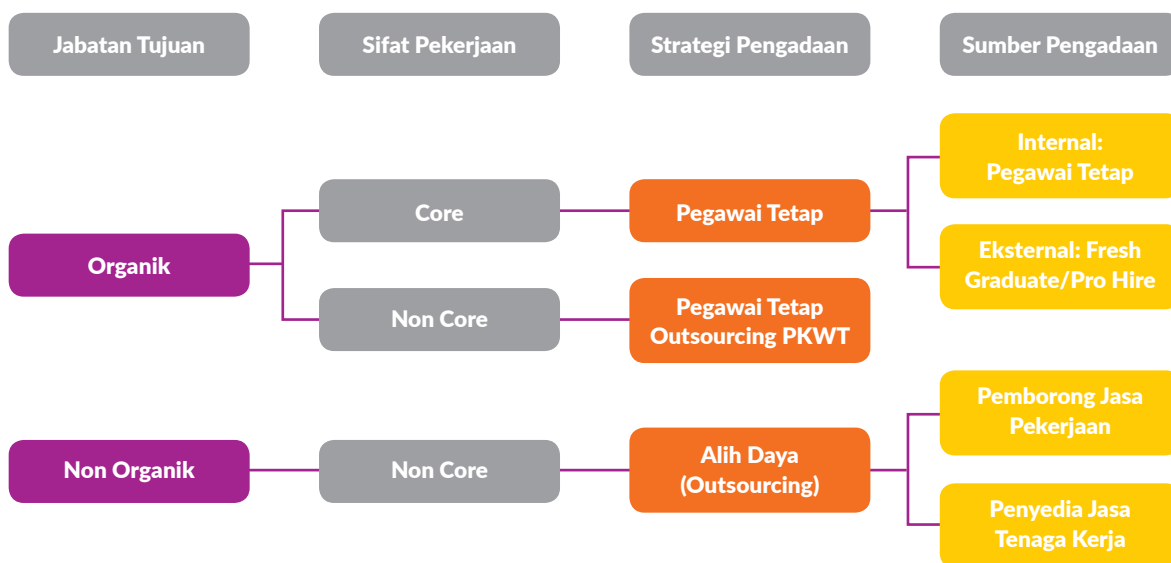 Jabatan Tujuan
Sifat Pekerjaan
Strategi Pengadaan
Sumber Pengadaan
Organik
Core
Pegawai Tetap
Internal:
Pegawai Tetap
Eksternal: Fresh
Graduate/Pro Hire
Non Core
Pegawai Tetap
Outsourcing PKWT
Non Organik
Non Core
Alih Daya
(Outsourcing)
Pemborong Jasa
Pekerjaan
Penyedia Jasa
Tenaga Kerja